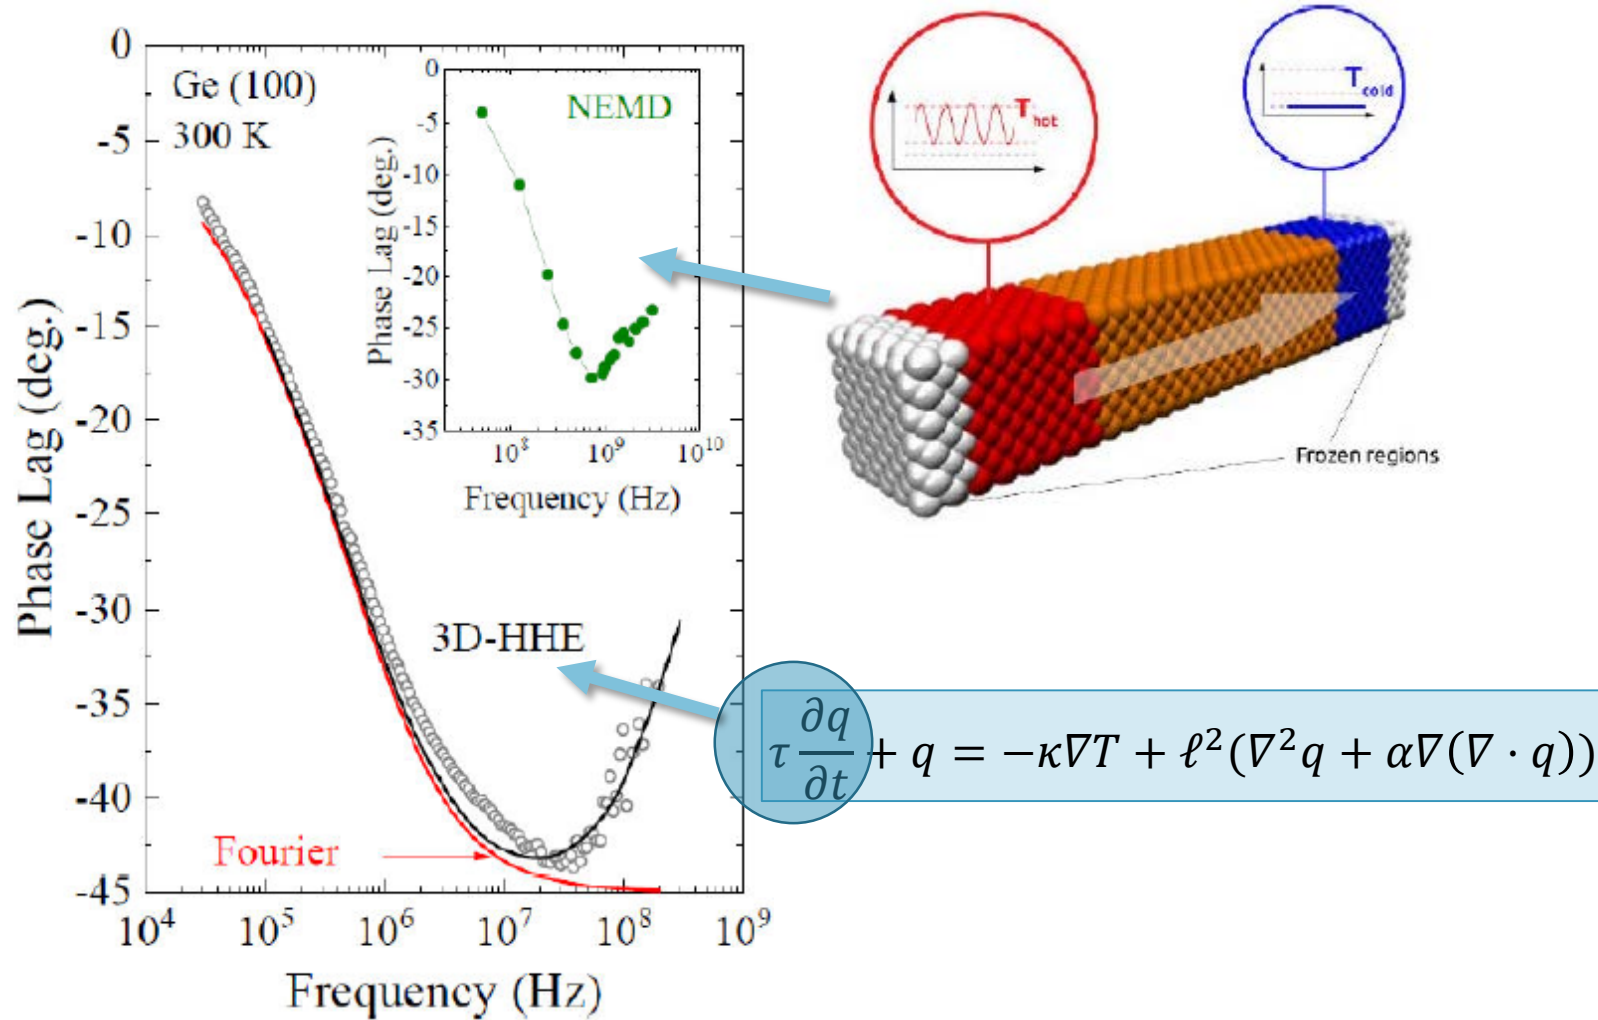 Ge (100)
300 K
0
-5
-10
-15
-20
-25
-30
-35
-40
-45
Phase Lag (deg.)
10⁴ 10⁵ 10⁶ 10⁷ 10⁸ 10⁹
Frequency (Hz)
3D-HHE
Fourier
NEMD
0
-5
-10
-15
-20
-25
-30
-35
Phase Lag (deg.)
10⁸ 10⁹ 10¹⁰
Frequency (Hz)
T_hot
T_cold
Frozen regions
τ ∂q/∂t + q = −κ∇T + ℓ²(∇²q + α∇(∇ · q))